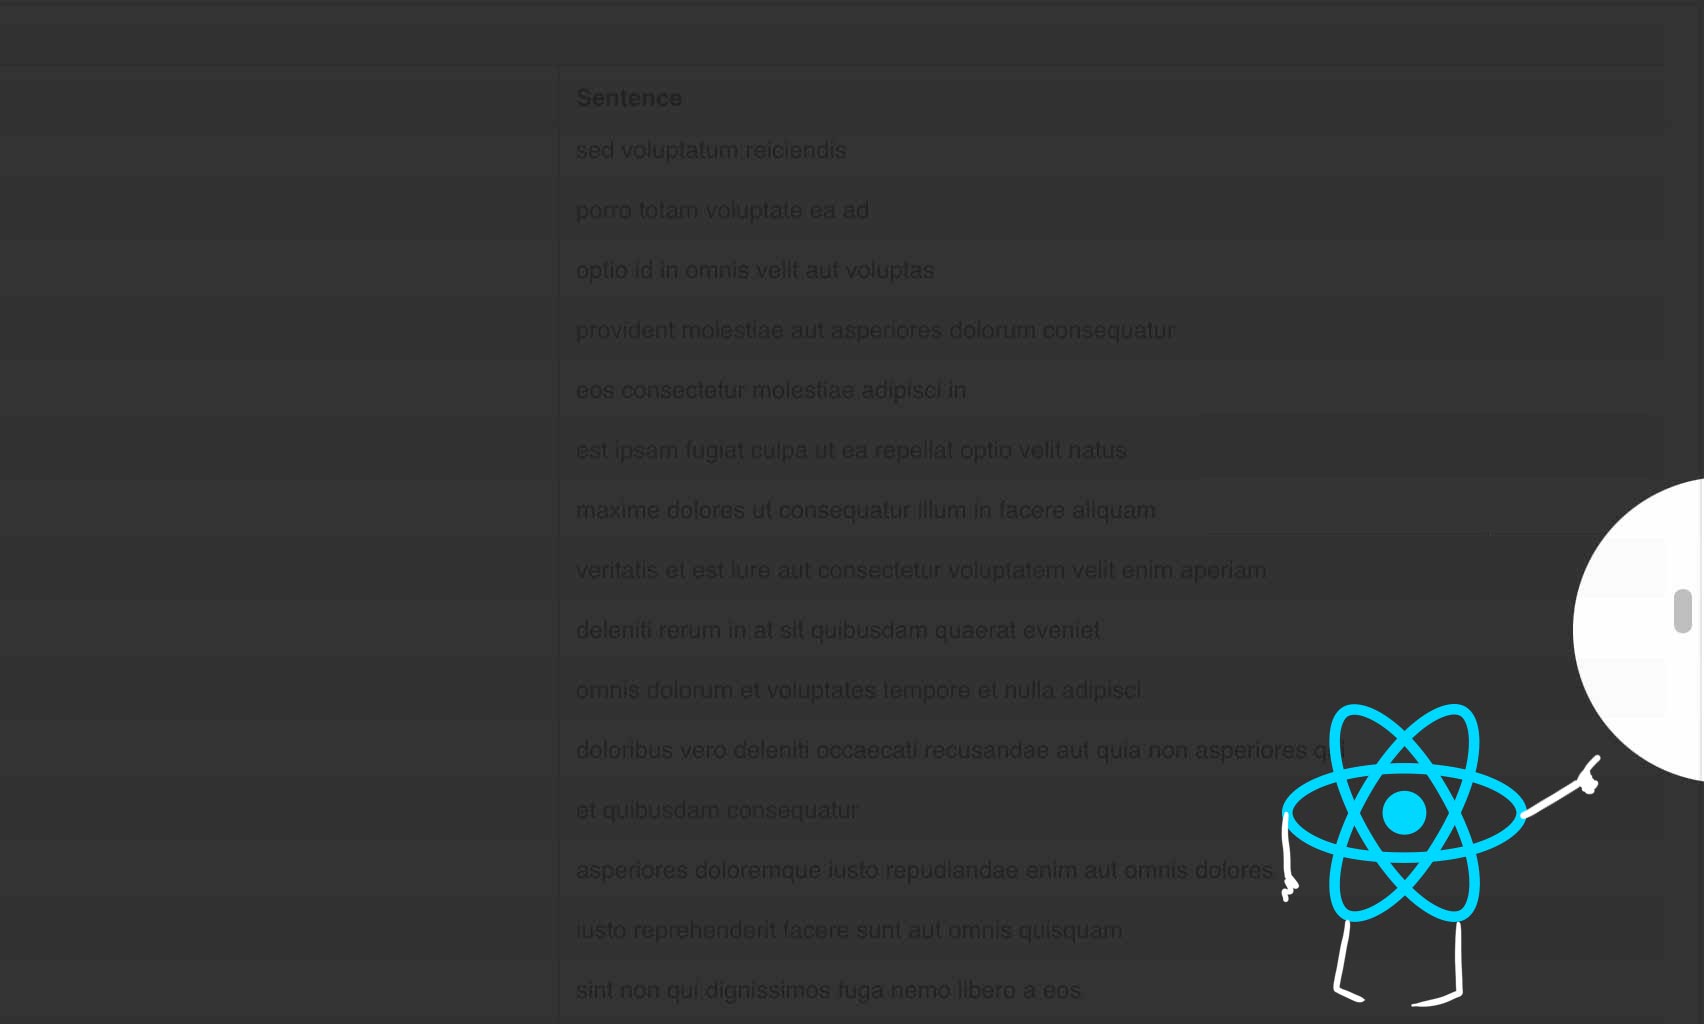 Sentence
sed voluptatum reiciendis
porro totam voluptate ea ad
optio id in omnis velit aut voluptas
provident molestiae aut asperiores dolorum consequatur
eos consectetur molestiae adipisci in
est ipsam fugiat culpa ut ea repellat optio velit natus
maxime dolores ut consequatur illum in facere aliquam
veritatis et est iure aut consectetur voluptatem velit enim aperiam
deleniti rerum in at sit quibusdam quaerat eveniet
omnis dolorum et voluptates tempore et nulla adipisci
doloribus vero deleniti occaecati recusandae aut quia non asperiores
et quibusdam consequatur
asperiores doloremque iusto repudiandae enim aut omnis dolores
iusto reprehenderit facere sunt aut omnis quisquam
sint non qui dignissimos fuga nemo libero a eos